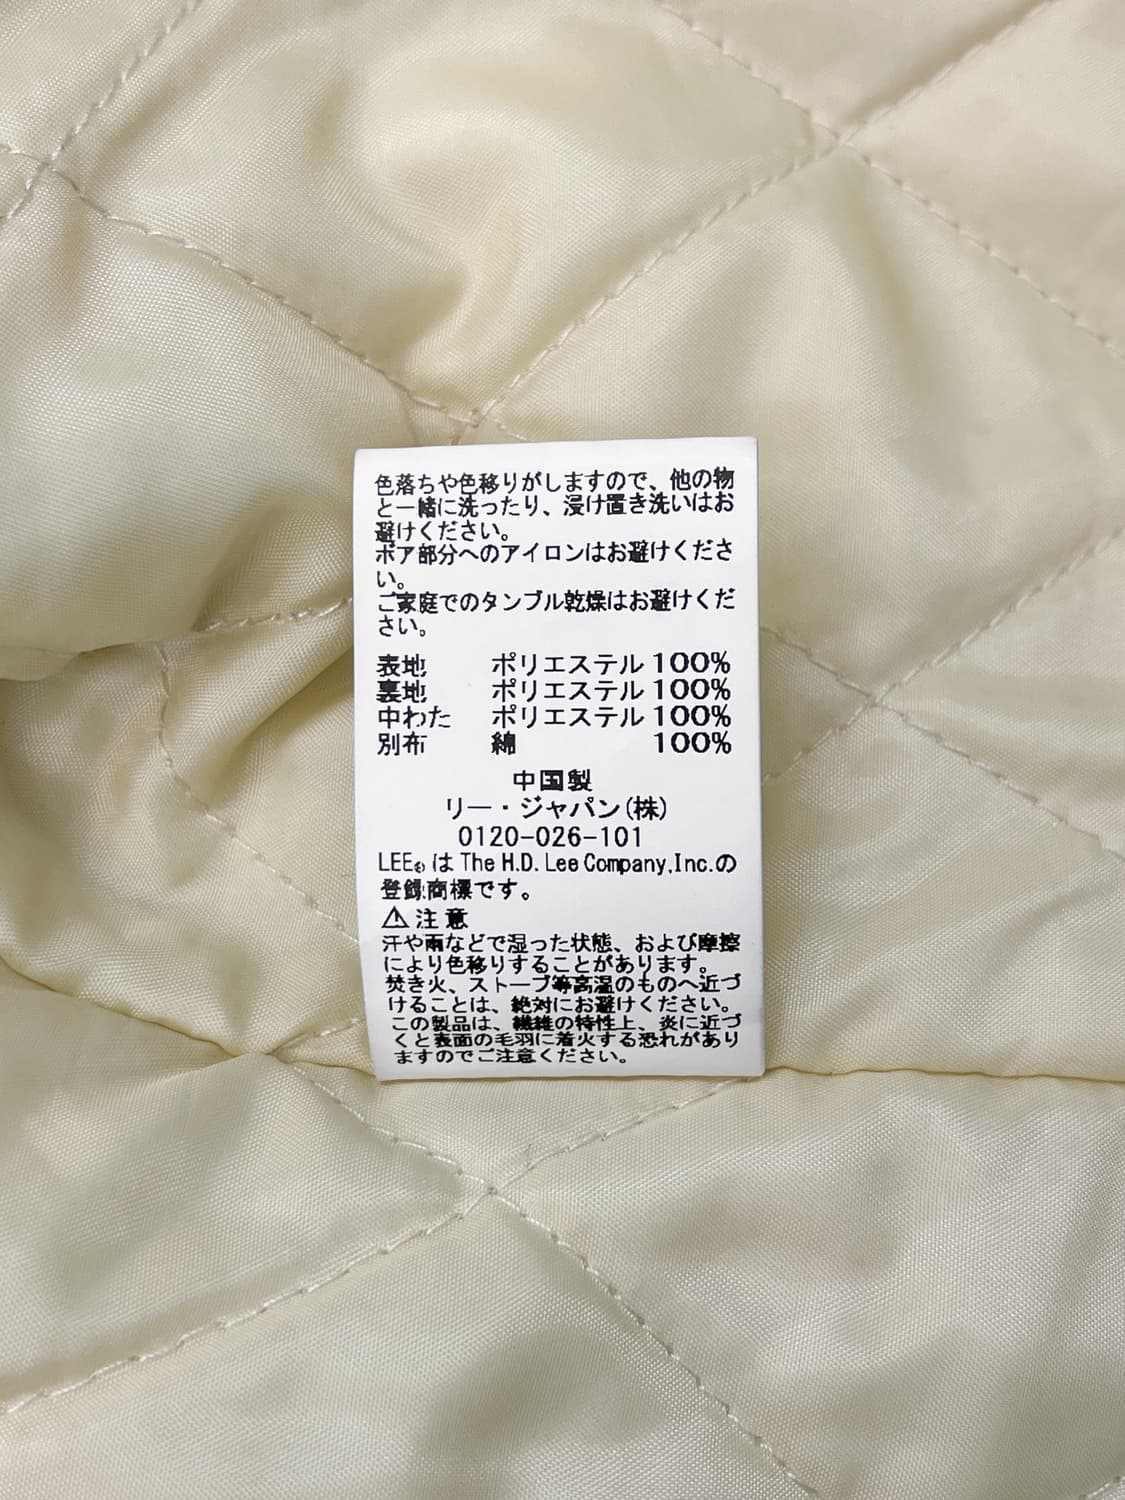 色落ちや色移りがしますので、他の物
と一緒に洗ったり、浸け置き洗いはお
避けください。
ボア部分へのアイロンはお避けくださ
い。
ご家庭でのタンブル乾燥はお避けくだ
さい。
表地 ポリエステル 100%
裏地 ポリエステル 100%
中わた ポリエステル 100%
別布 綿 100%
中国製
リー・ジャパン(株)
0120-026-101
LEE®は The H.D. Lee Company,Inc.の
登録商標です。
⚠注意
汗や雨などで湿った状態、および摩擦
により色移りすることがあります。
焚き火、ストーブ等高温のものへ近づ
けることは、絶対にお避けください。
この製品は、繊維の特性上、炎に近づ
くと表面の毛羽に着火する恐れがあり
ますのでご注意ください。